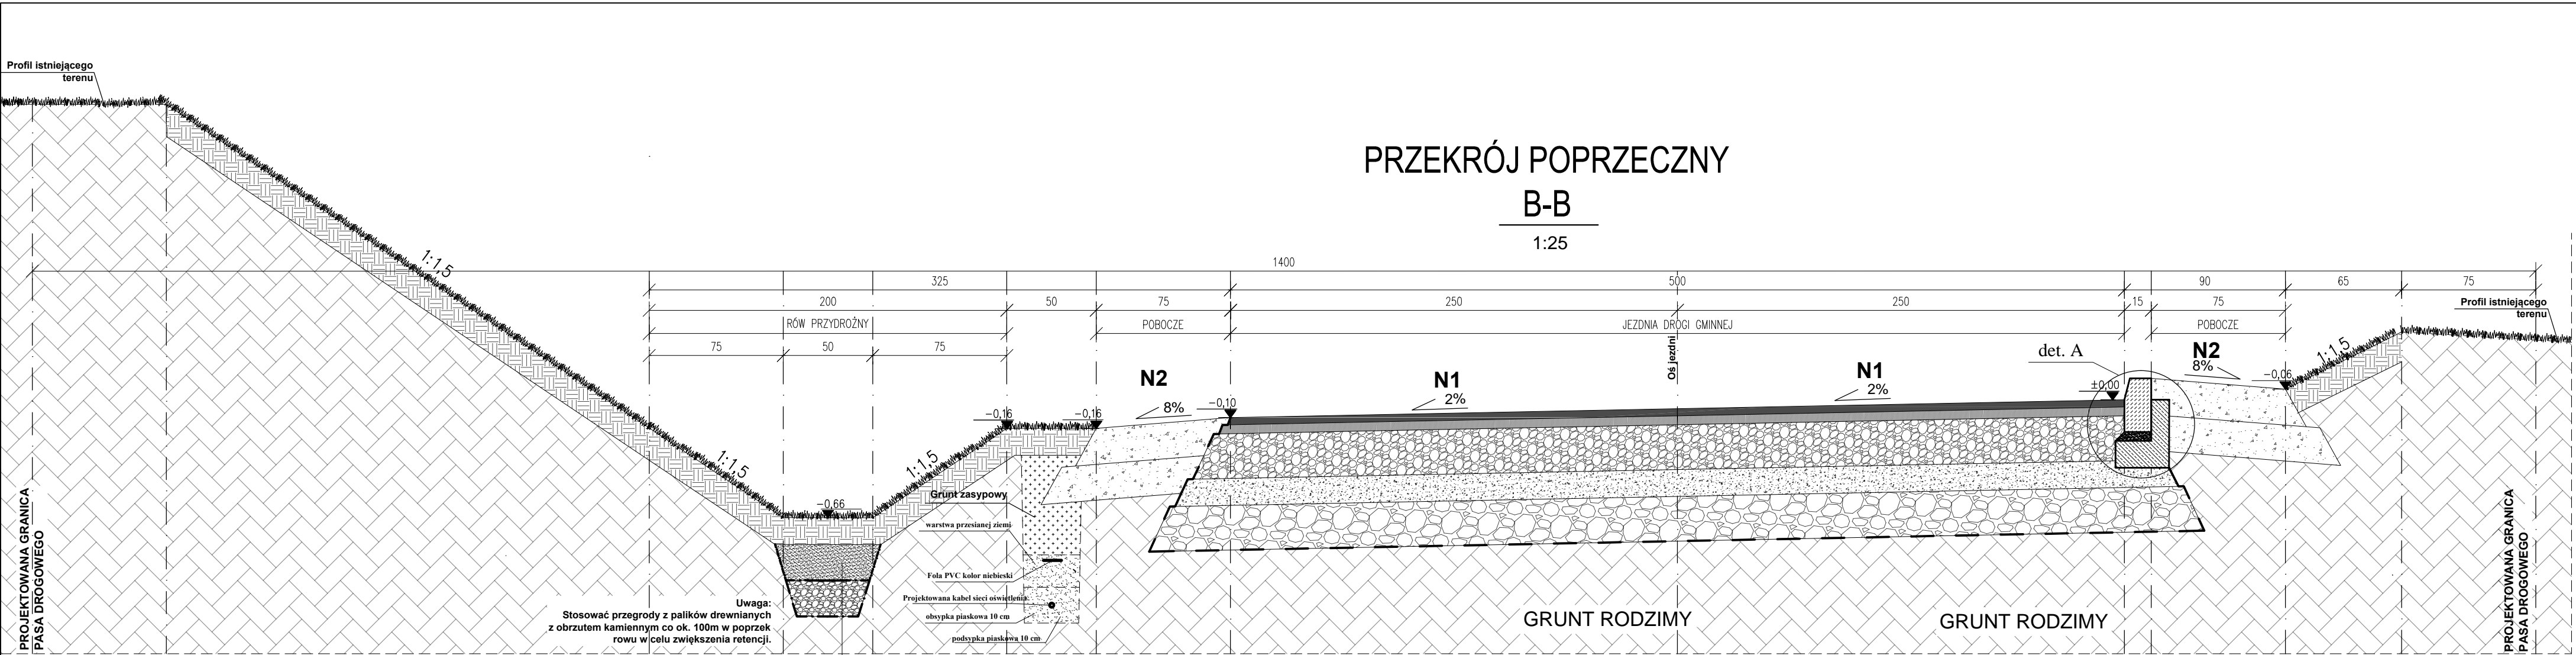 Profil istniejącego
terenu
PRZEKRÓJ POPRZECZNY
B-B
1:25
1:1,5
1400
325
500
90
65
75
200
50
75
250
250
15
75
Profil istniejącego
terenu
RÓW PRZYDROŻNY
POBOCZE
JEZDNIA DROGI GMINNEJ
POBOCZE
75
50
75
Oś jezdni
det. A
N2
8%
1:1,5
N2
8%
N1
2%
N1
2%
±0,00
-0,06
-0,16
-0,16
-0,10
1:1,5
1:1,5
-0,66
Grunt zasypowy
warstwa przesianej ziemi
Fola PVC kolor niebieski
Projektowana kabel sieci oświetlenia
obsypka piaskowa 10 cm
podsypka piaskowa 10 cm
Uwaga:
Stosować przegrody z palików drewnianych
z obrzutem kamiennym co ok. 100m w poprzek
rowu w celu zwiększenia retencji.
GRUNT RODZIMY
GRUNT RODZIMY
PROJEKTOWANA GRANICA
PASA DROGOWEGO
PROJEKTOWANA GRANICA
PASA DROGOWEGO